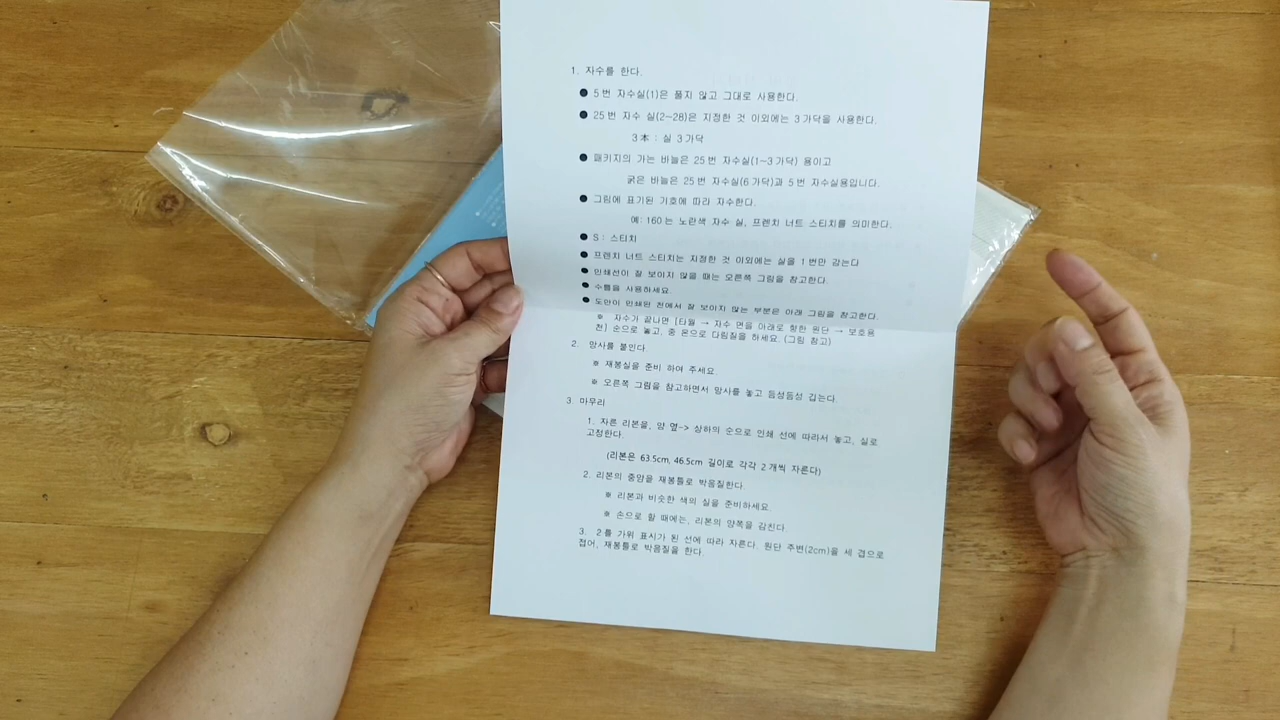 1. 자수를 한다.
● 5번 자수실(1)은 풀지 않고 그대로 사용한다.
● 25번 자수 실(2~28)은 지정한 것 이외에는 3가닥을 사용한다.
3本 : 실 3가닥
● 패키지의 가는 바늘은 25번 자수실(1~3가닥) 용이고
굵은 바늘은 25번 자수실(6가닥)과 5번 자수실용입니다.
● 그림에 표기된 기호에 따라 자수한다.
예: 160는 노란색 자수 실, 프렌치 너트 스티치를 의미한다.
● S : 스티치
● 프렌치 너트 스티치는 지정한 것 이외에는 실을 1번만 감는다
● 인쇄선이 잘 보이지 않을 때는 오른쪽 그림을 참고한다.
● 수틀을 사용하세요.
● 도안이 인쇄된 천에서 잘 보이지 않는 부분은 아래 그림을 참고한다.
※ 자수가 끝나면 [타월 → 자수 면을 아래로 향한 원단 → 보호용
천] 순으로 놓고, 중 온으로 다림질을 하세요. (그림 참고)
2. 망사를 붙인다.
※ 재봉실을 준비 하여 주세요.
※ 오른쪽 그림을 참고하면서 망사를 놓고 듬성듬성 깁는다.
3. 마무리
1. 자른 리본을, 양 옆-> 상하의 순으로 인쇄 선에 따라서 놓고, 실로
고정한다.
(리본은 63.5cm, 46.5cm 길이로 각각 2개씩 자른다)
2. 리본의 중앙을 재봉틀로 박음질한다.
※ 리본과 비슷한 색의 실을 준비하세요.
※ 손으로 할 때에는, 리본의 양쪽을 감친다.
3. 2를 가위 표시가 된 선에 따라 자른다. 원단 주변(2cm)을 세 겹으로
접어, 재봉틀로 박음질을 한다.